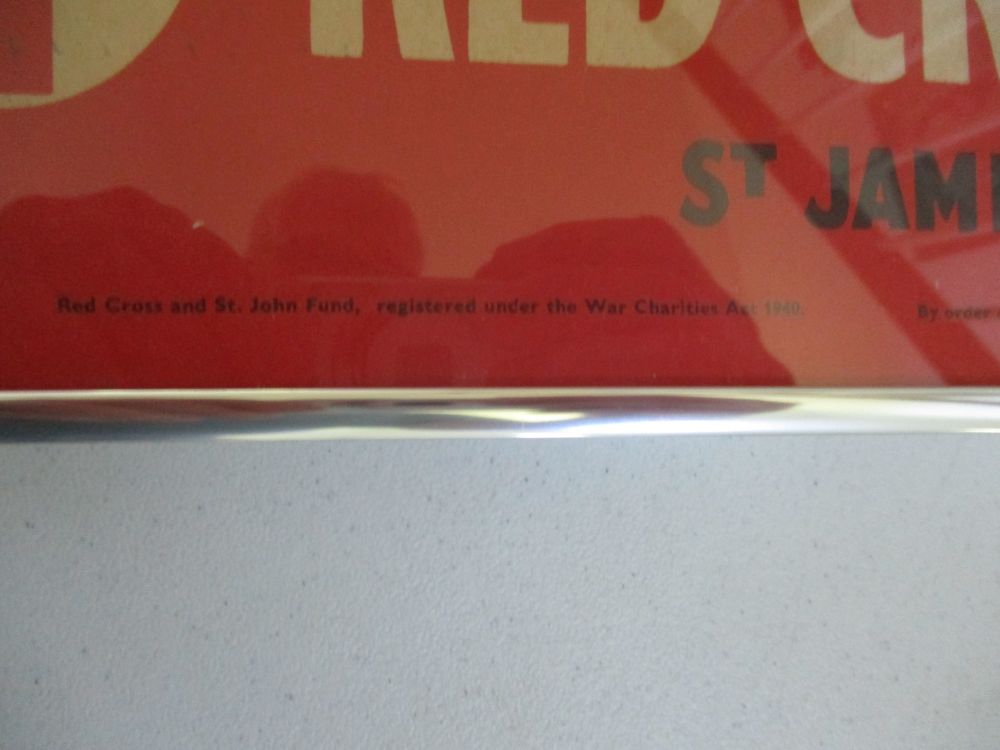 RED CR
ST JAM
Red Cross and St. John Fund, registered under the War Charities Act 1940.
By order